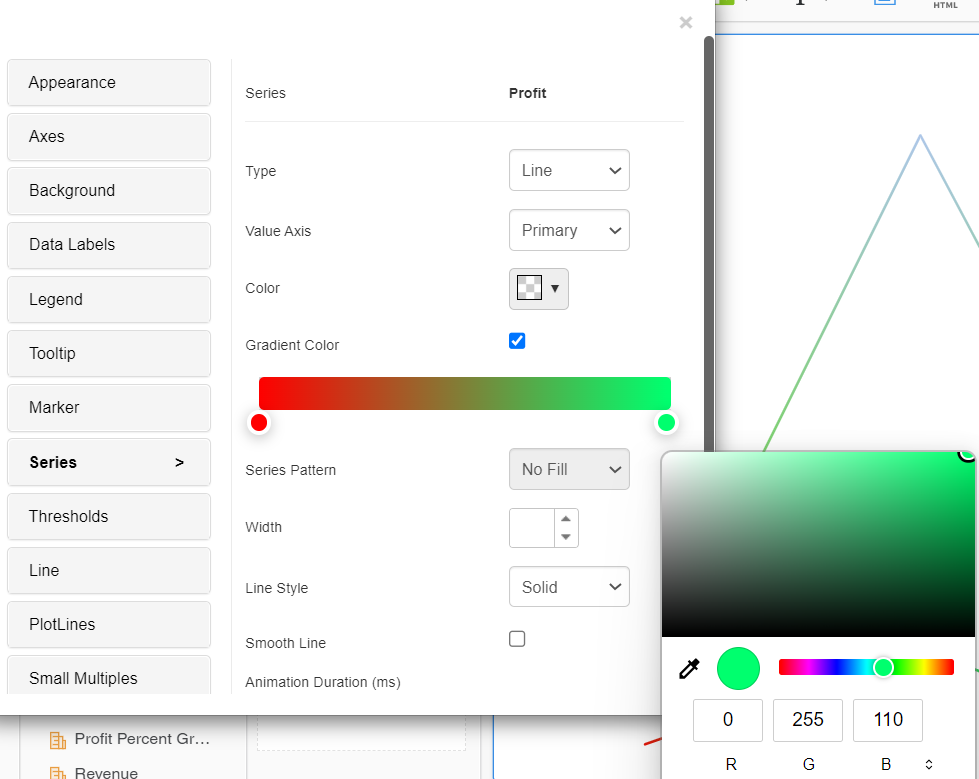 HTML
×
Appearance
Axes
Background
Data Labels
Legend
Tooltip
Marker
Series >
Thresholds
Line
PlotLines
Small Multiples
Series Profit
Type Line
Value Axis Primary
Color
Gradient Color
Series Pattern No Fill
Width
Line Style Solid
Smooth Line
Animation Duration (ms)
0 255 110
R G B
Profit Percent Gr...
Revenue